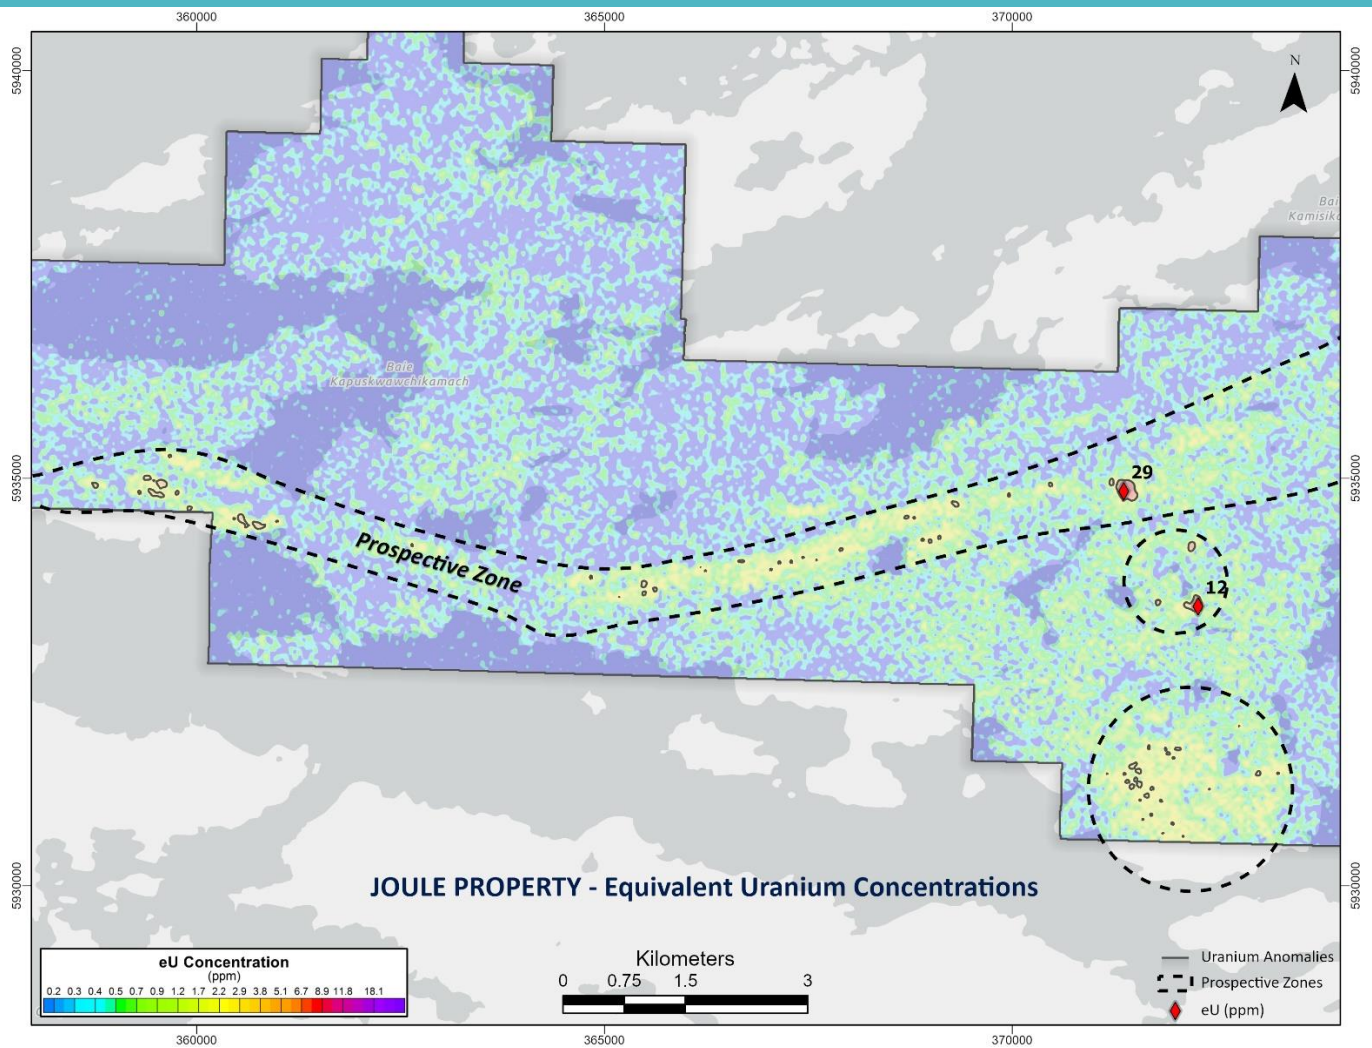 360000
365000
370000
5940000
5940000
N
Baie
Kapuskwawchikamach
29
5935000
5935000
Prospective Zone
12
5930000
5930000
JOULE PROPERTY - Equivalent Uranium Concentrations
eU Concentration
(ppm)
0.2 0.3 0.4 0.5 0.7 0.9 1.2 1.7 2.2 2.9 3.8 5.1 6.7 8.9 11.8 18.1
Kilometers
0 0.75 1.5 3
Uranium Anomalies
Prospective Zones
eU (ppm)
360000
365000
370000